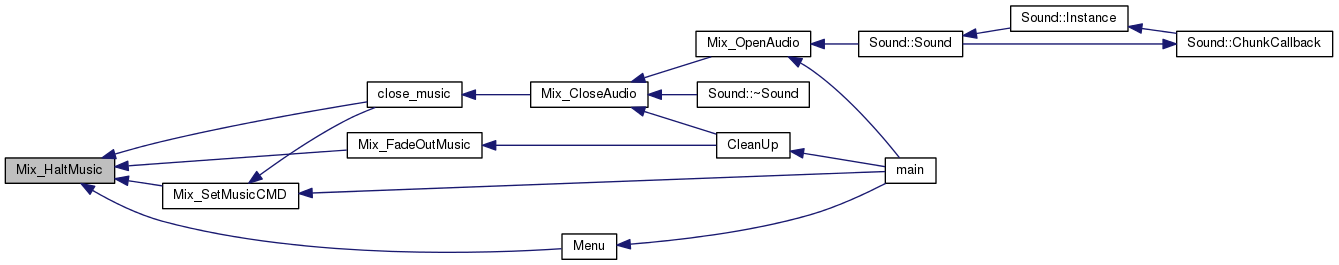 Mix_HaltMusic
close_music
Mix_FadeOutMusic
Mix_SetMusicCMD
Menu
Mix_CloseAudio
Mix_OpenAudio
Sound::~Sound
CleanUp
Sound::Sound
main
Sound::Instance
Sound::ChunkCallback